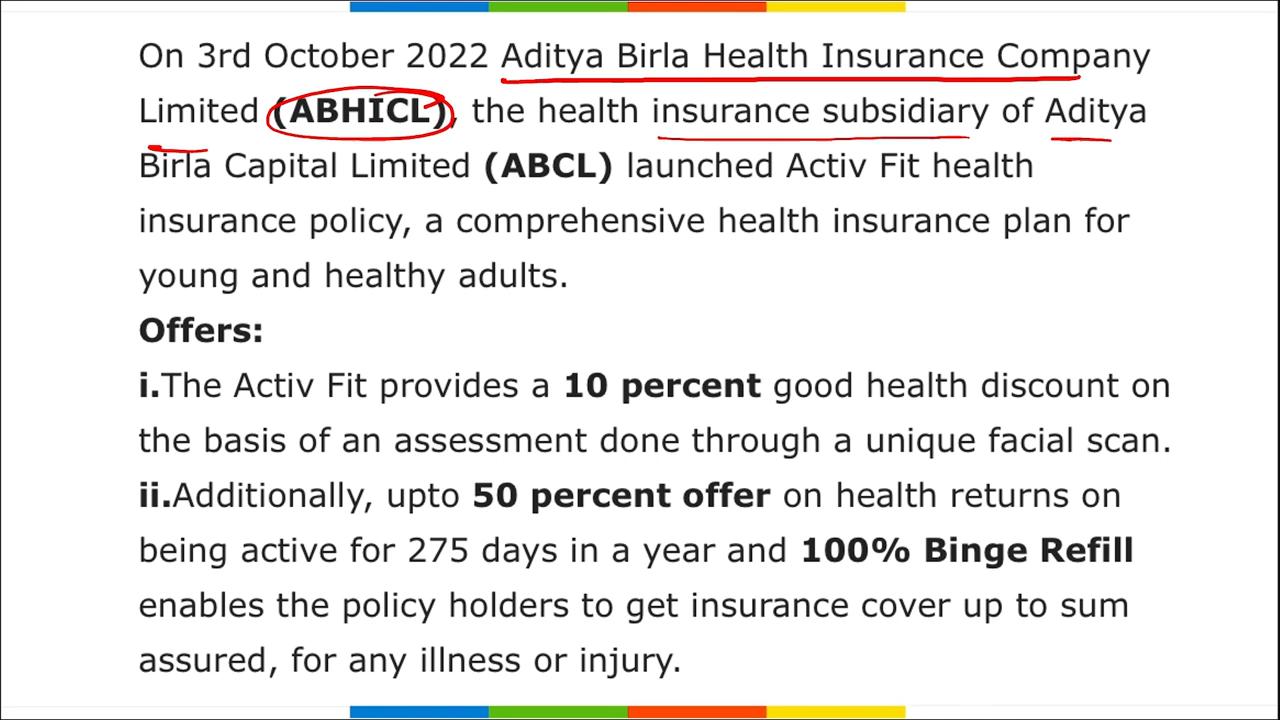 On 3rd October 2022 Aditya Birla Health Insurance Company
Limited (ABHICL), the health insurance subsidiary of Aditya
Birla Capital Limited (ABCL) launched Activ Fit health
insurance policy, a comprehensive health insurance plan for
young and healthy adults.
Offers:
i.The Activ Fit provides a 10 percent good health discount on
the basis of an assessment done through a unique facial scan.
ii.Additionally, upto 50 percent offer on health returns on
being active for 275 days in a year and 100% Binge Refill
enables the policy holders to get insurance cover up to sum
assured, for any illness or injury.